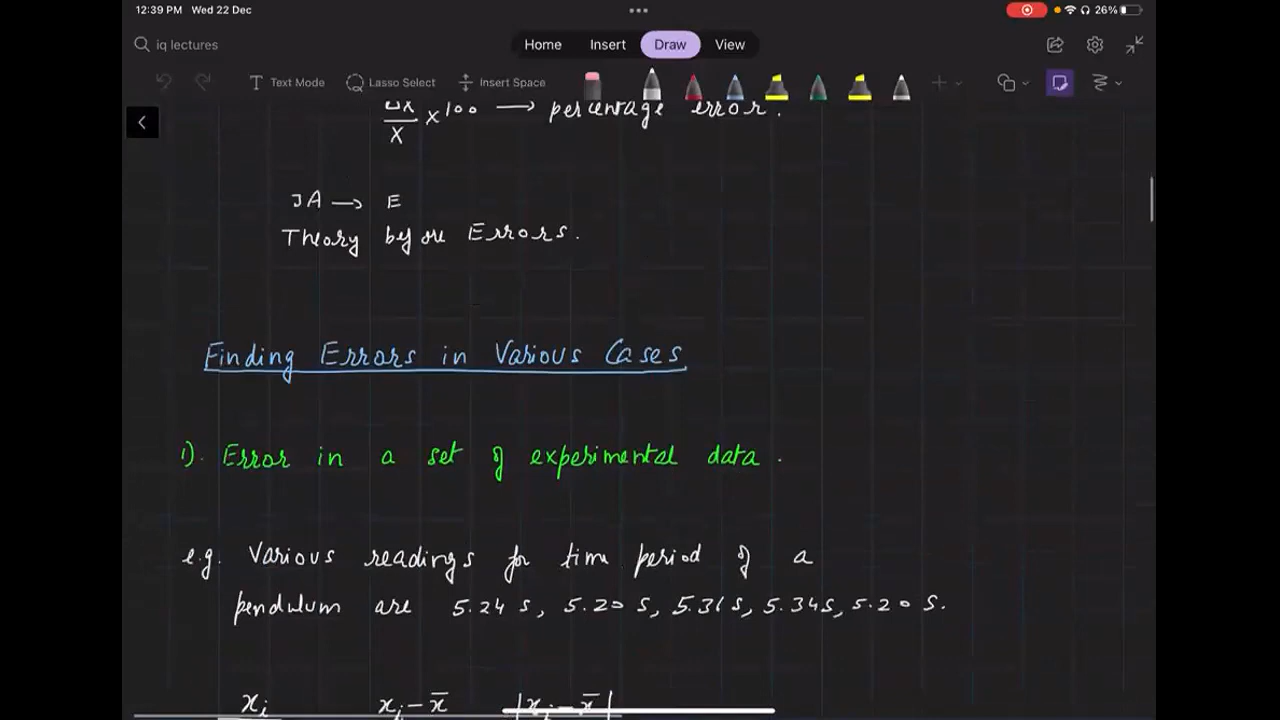 12:39 PM Wed 22 Dec
26%
iq lectures
Home Insert Draw View
Text Mode Lasso Select Insert Space
x 100 → percentage error.
X
JA → E
Theory before Errors.
Finding Errors in Various Cases
1). Error in a set of experimental data.
e.g. Various readings for time period of a
pendulum are 5.24 s, 5.20 s, 5.31 s, 5.34 s, 5.20 s.
xᵢ xᵢ - x̄ |xᵢ - x̄|